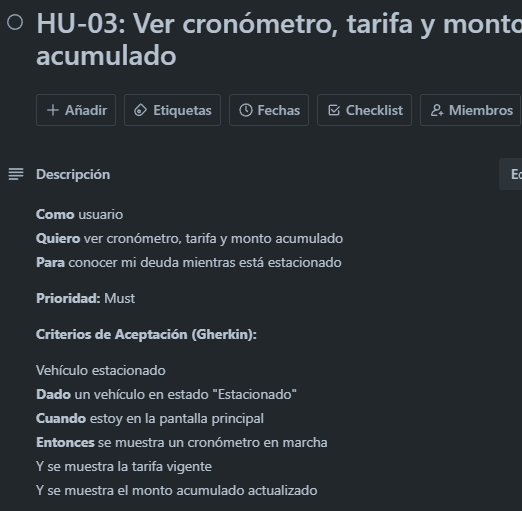 HU-03: Ver cronómetro, tarifa y monto
acumulado
Añadir Etiquetas Fechas Checklist Miembros
Descripción
Como usuario
Quiero ver cronómetro, tarifa y monto acumulado
Para conocer mi deuda mientras está estacionado
Prioridad: Must
Criterios de Aceptación (Gherkin):
Vehículo estacionado
Dado un vehículo en estado "Estacionado"
Cuando estoy en la pantalla principal
Entonces se muestra un cronómetro en marcha
Y se muestra la tarifa vigente
Y se muestra el monto acumulado actualizado